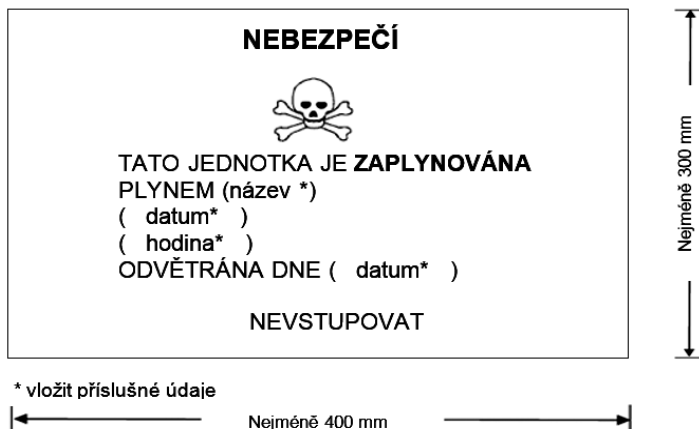 NEBEZPEČÍ
TATO JEDNOTKA JE ZAPLYNOVÁNA
PLYNEM (název *)
( datum* )
( hodina* )
ODVĚTRÁNA DNE ( datum* )
NEVSTUPOVAT
Nejméně 300 mm
* vložit příslušné údaje
Nejméně 400 mm